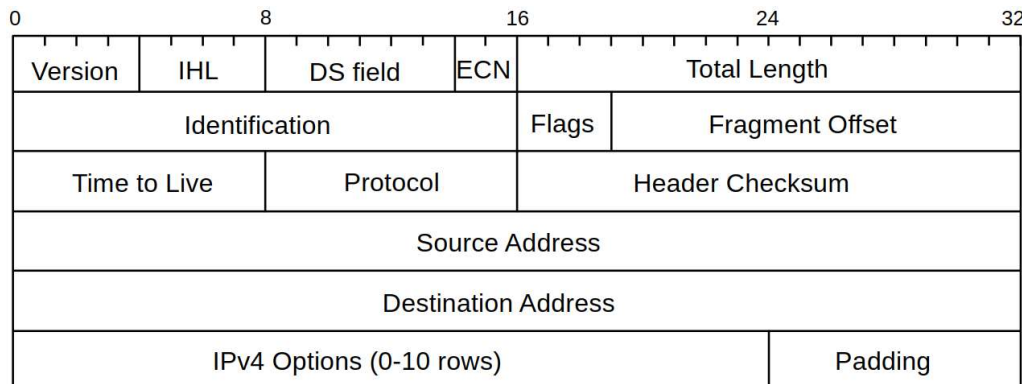 0 8 16 24 32
Version IHL DS field ECN Total Length
Identification Flags Fragment Offset
Time to Live Protocol Header Checksum
Source Address
Destination Address
IPv4 Options (0-10 rows) Padding